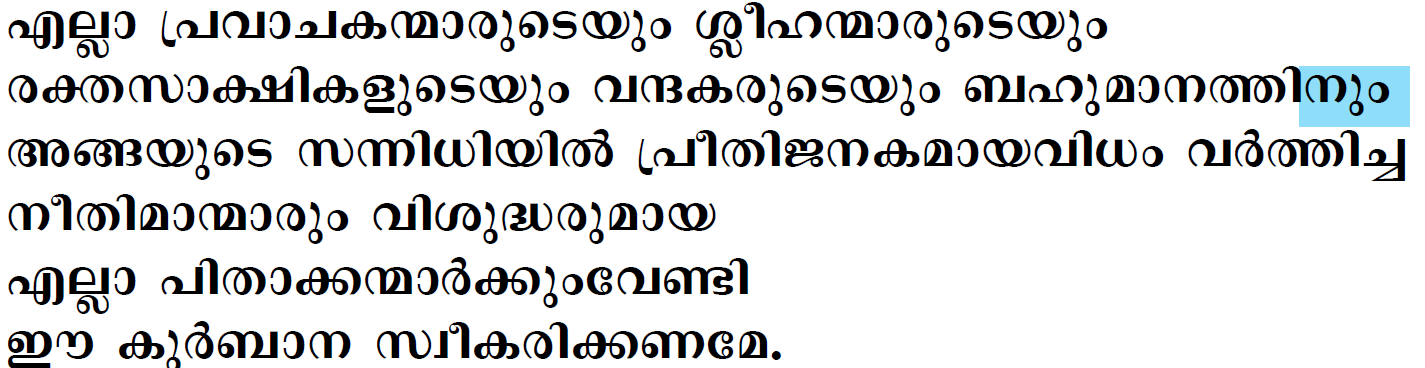 എല്ലാ പ്രവാചകന്മാരുടെയും ശ്ലീഹന്മാരുടെയും
രക്തസാക്ഷികളുടെയും വന്ദകരുടെയും ബഹുമാനത്തിനും
അങ്ങയുടെ സന്നിധിയിൽ പ്രീതിജനകമായവിധം വർത്തിച്ച
നീതിമാന്മാരും വിശുദ്ധരുമായ
എല്ലാ പിതാക്കന്മാർക്കുംവേണ്ടി
ഈ കുർബാന സ്വീകരിക്കണമേ.